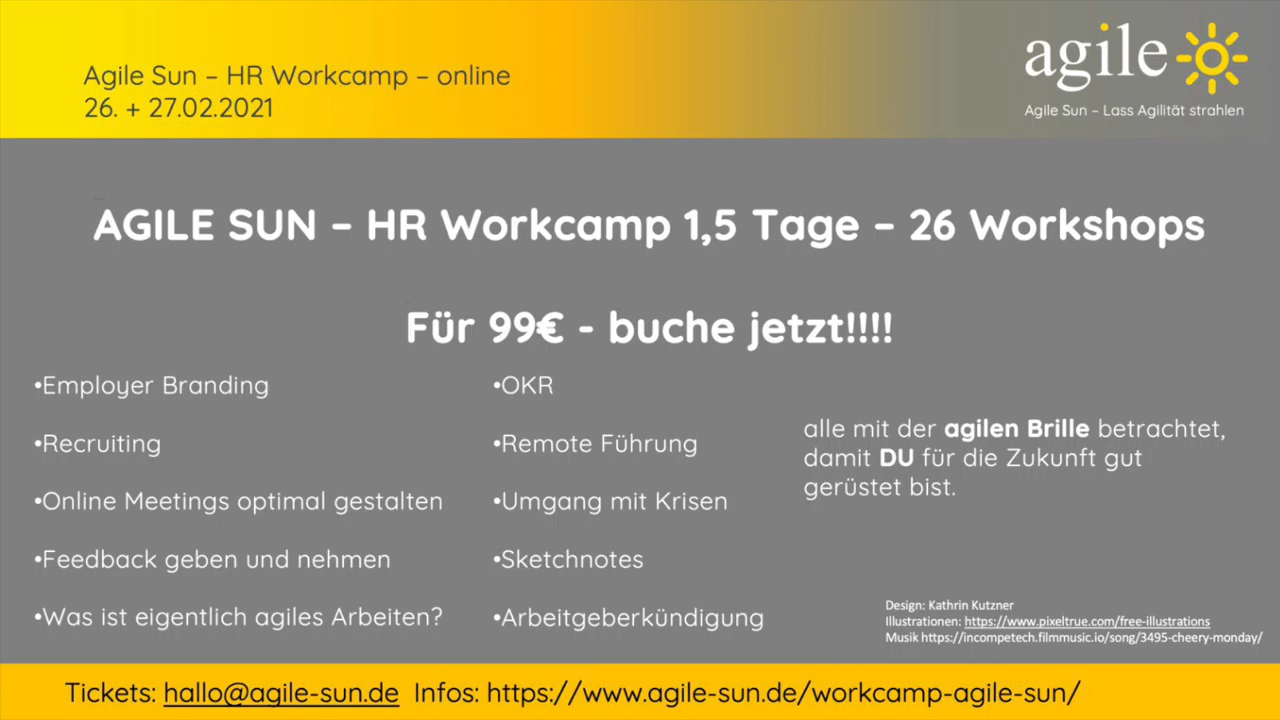 Agile Sun – HR Workcamp – online
26. + 27.02.2021
agile
Agile Sun – Lass Agilität strahlen
AGILE SUN – HR Workcamp 1,5 Tage – 26 Workshops
Für 99€ - buche jetzt!!!!
•Employer Branding
•Recruiting
•Online Meetings optimal gestalten
•Feedback geben und nehmen
•Was ist eigentlich agiles Arbeiten?
•OKR
•Remote Führung
•Umgang mit Krisen
•Sketchnotes
•Arbeitgeberkündigung
alle mit der agilen Brille betrachtet,
damit DU für die Zukunft gut
gerüstet bist.
Design: Kathrin Kutzner
Illustrationen: https://www.pixeltrue.com/free-illustrations
Musik https://incompetech.filmmusic.io/song/3495-cheery-monday/
Tickets: hallo@agile-sun.de Infos: https://www.agile-sun.de/workcamp-agile-sun/